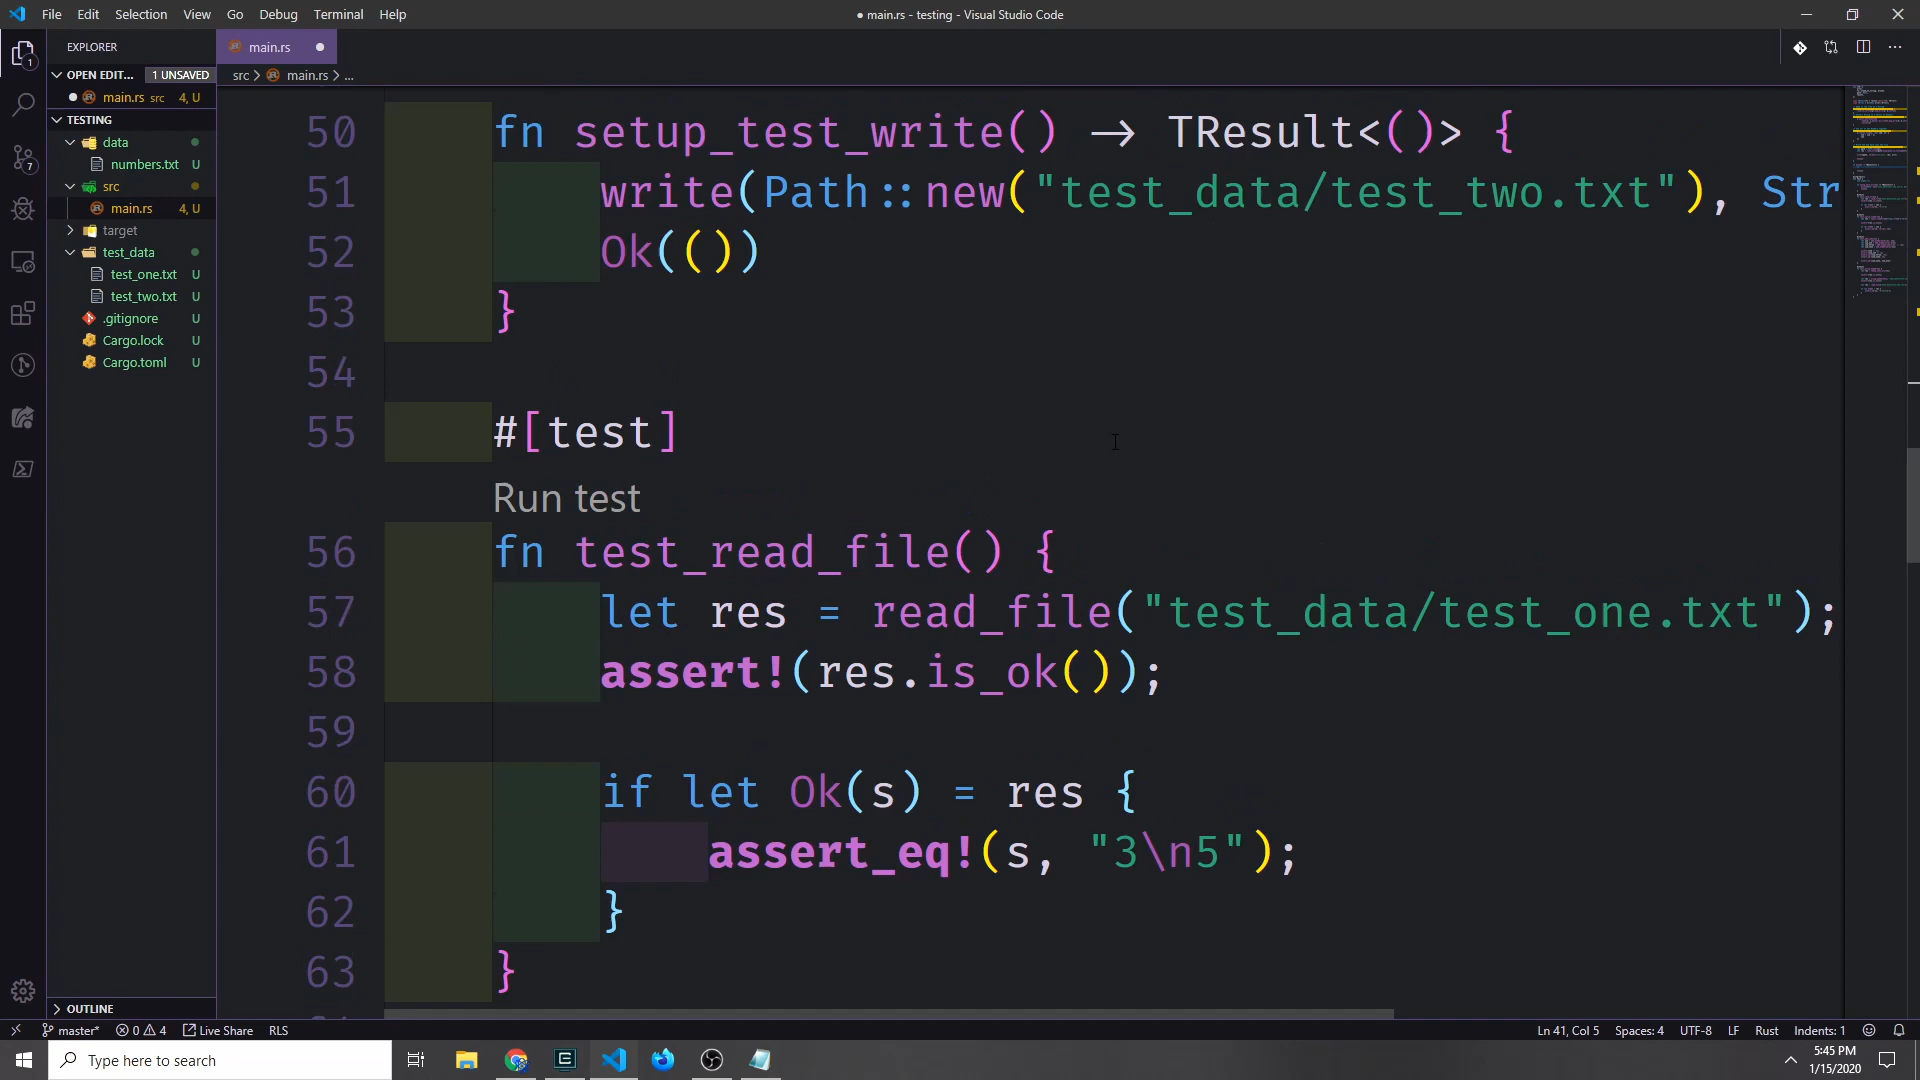 File Edit Selection View Go Debug Terminal Help
● main.rs - testing - Visual Studio Code
EXPLORER
OPEN EDIT... 1 UNSAVED
main.rs src 4, U
TESTING
data
numbers.txt U
src
main.rs 4, U
target
test_data
test_one.txt U
test_two.txt U
.gitignore U
Cargo.lock U
Cargo.toml U
OUTLINE
main.rs
src > main.rs > ...
50 fn setup_test_write() → TResult<()> {
51 write(Path::new("test_data/test_two.txt"), Str
52 Ok(())
53 }
54
55 #[test]
Run test
56 fn test_read_file() {
57 let res = read_file("test_data/test_one.txt");
58 assert!(res.is_ok());
59
60 if let Ok(s) = res {
61 assert_eq!(s, "3\n5");
62 }
63 }
1
7
master* 0 4 Live Share RLS
Ln 41, Col 5 Spaces: 4 UTF-8 LF Rust Indents: 1
Type here to search
5:45 PM
1/15/2020